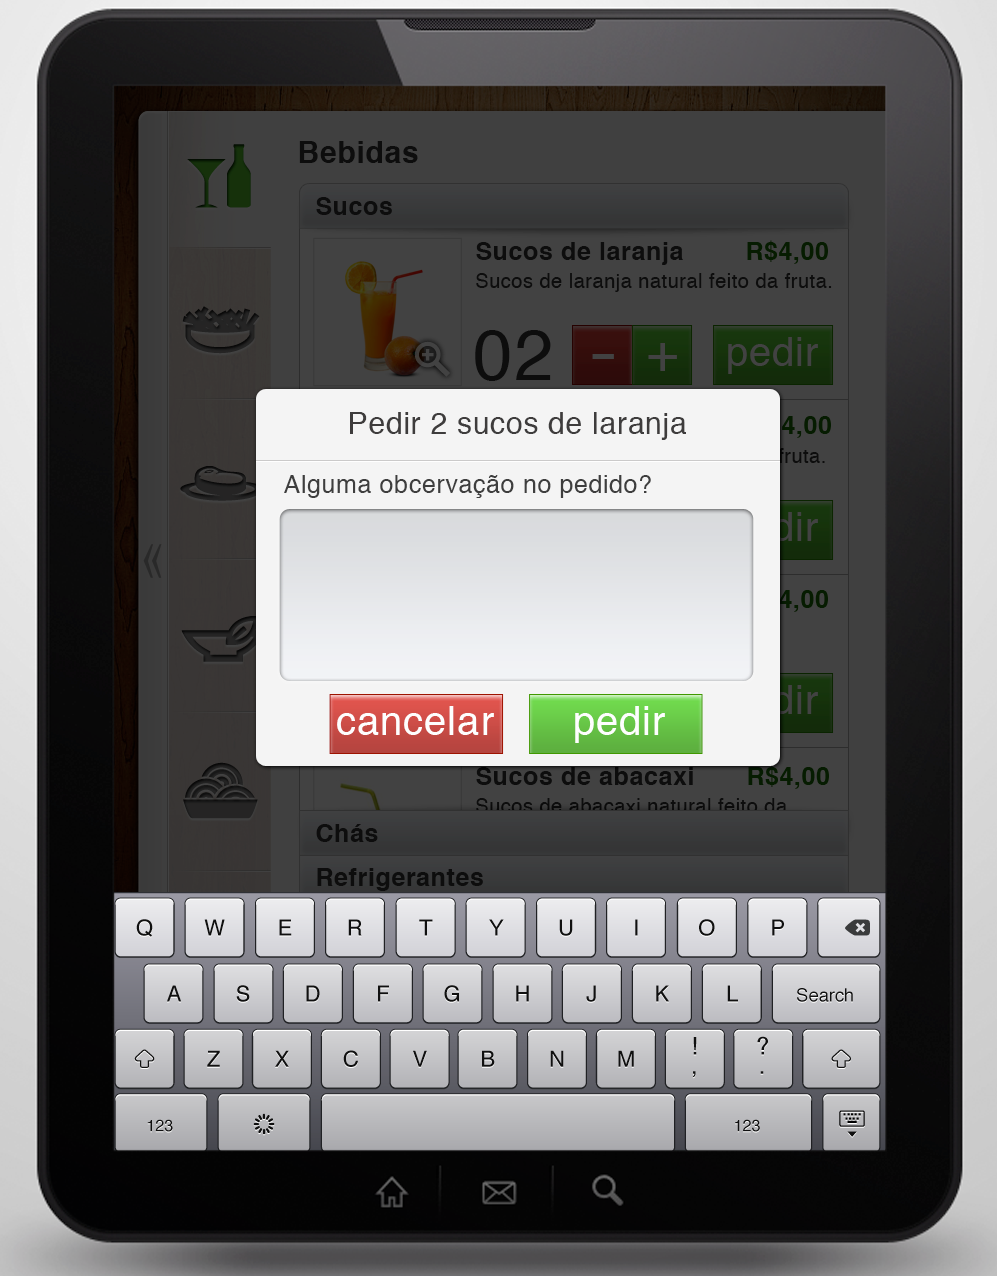 Bebidas
Sucos
Sucos de laranja R$4,00
Sucos de laranja natural feito da fruta.
02 - + pedir
Pedir 2 sucos de laranja
4,00
fruta.
Alguma obcervação no pedido?
dir
4,00
dir
cancelar pedir
Sucos de abacaxi R$4,00
Sucos de abacaxi natural feito da
Chás
Refrigerantes
Q W E R T Y U I O P
A S D F G H J K L Search
Z X C V B N M ! , ? .
123 123